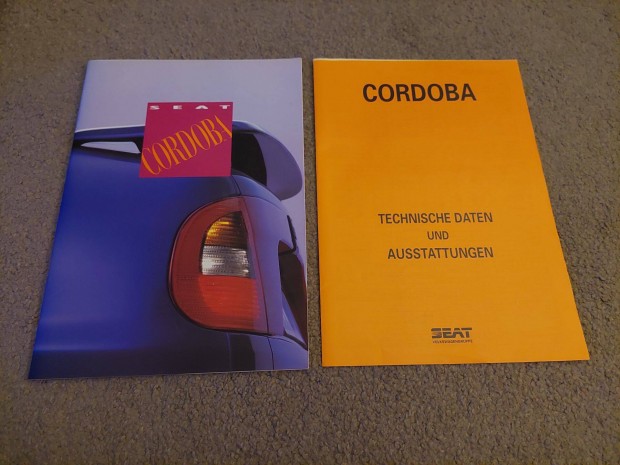 SEAT
CORDOBA
CORDOBA
TECHNISCHE DATEN
UND
AUSSTATTUNGEN
SEAT